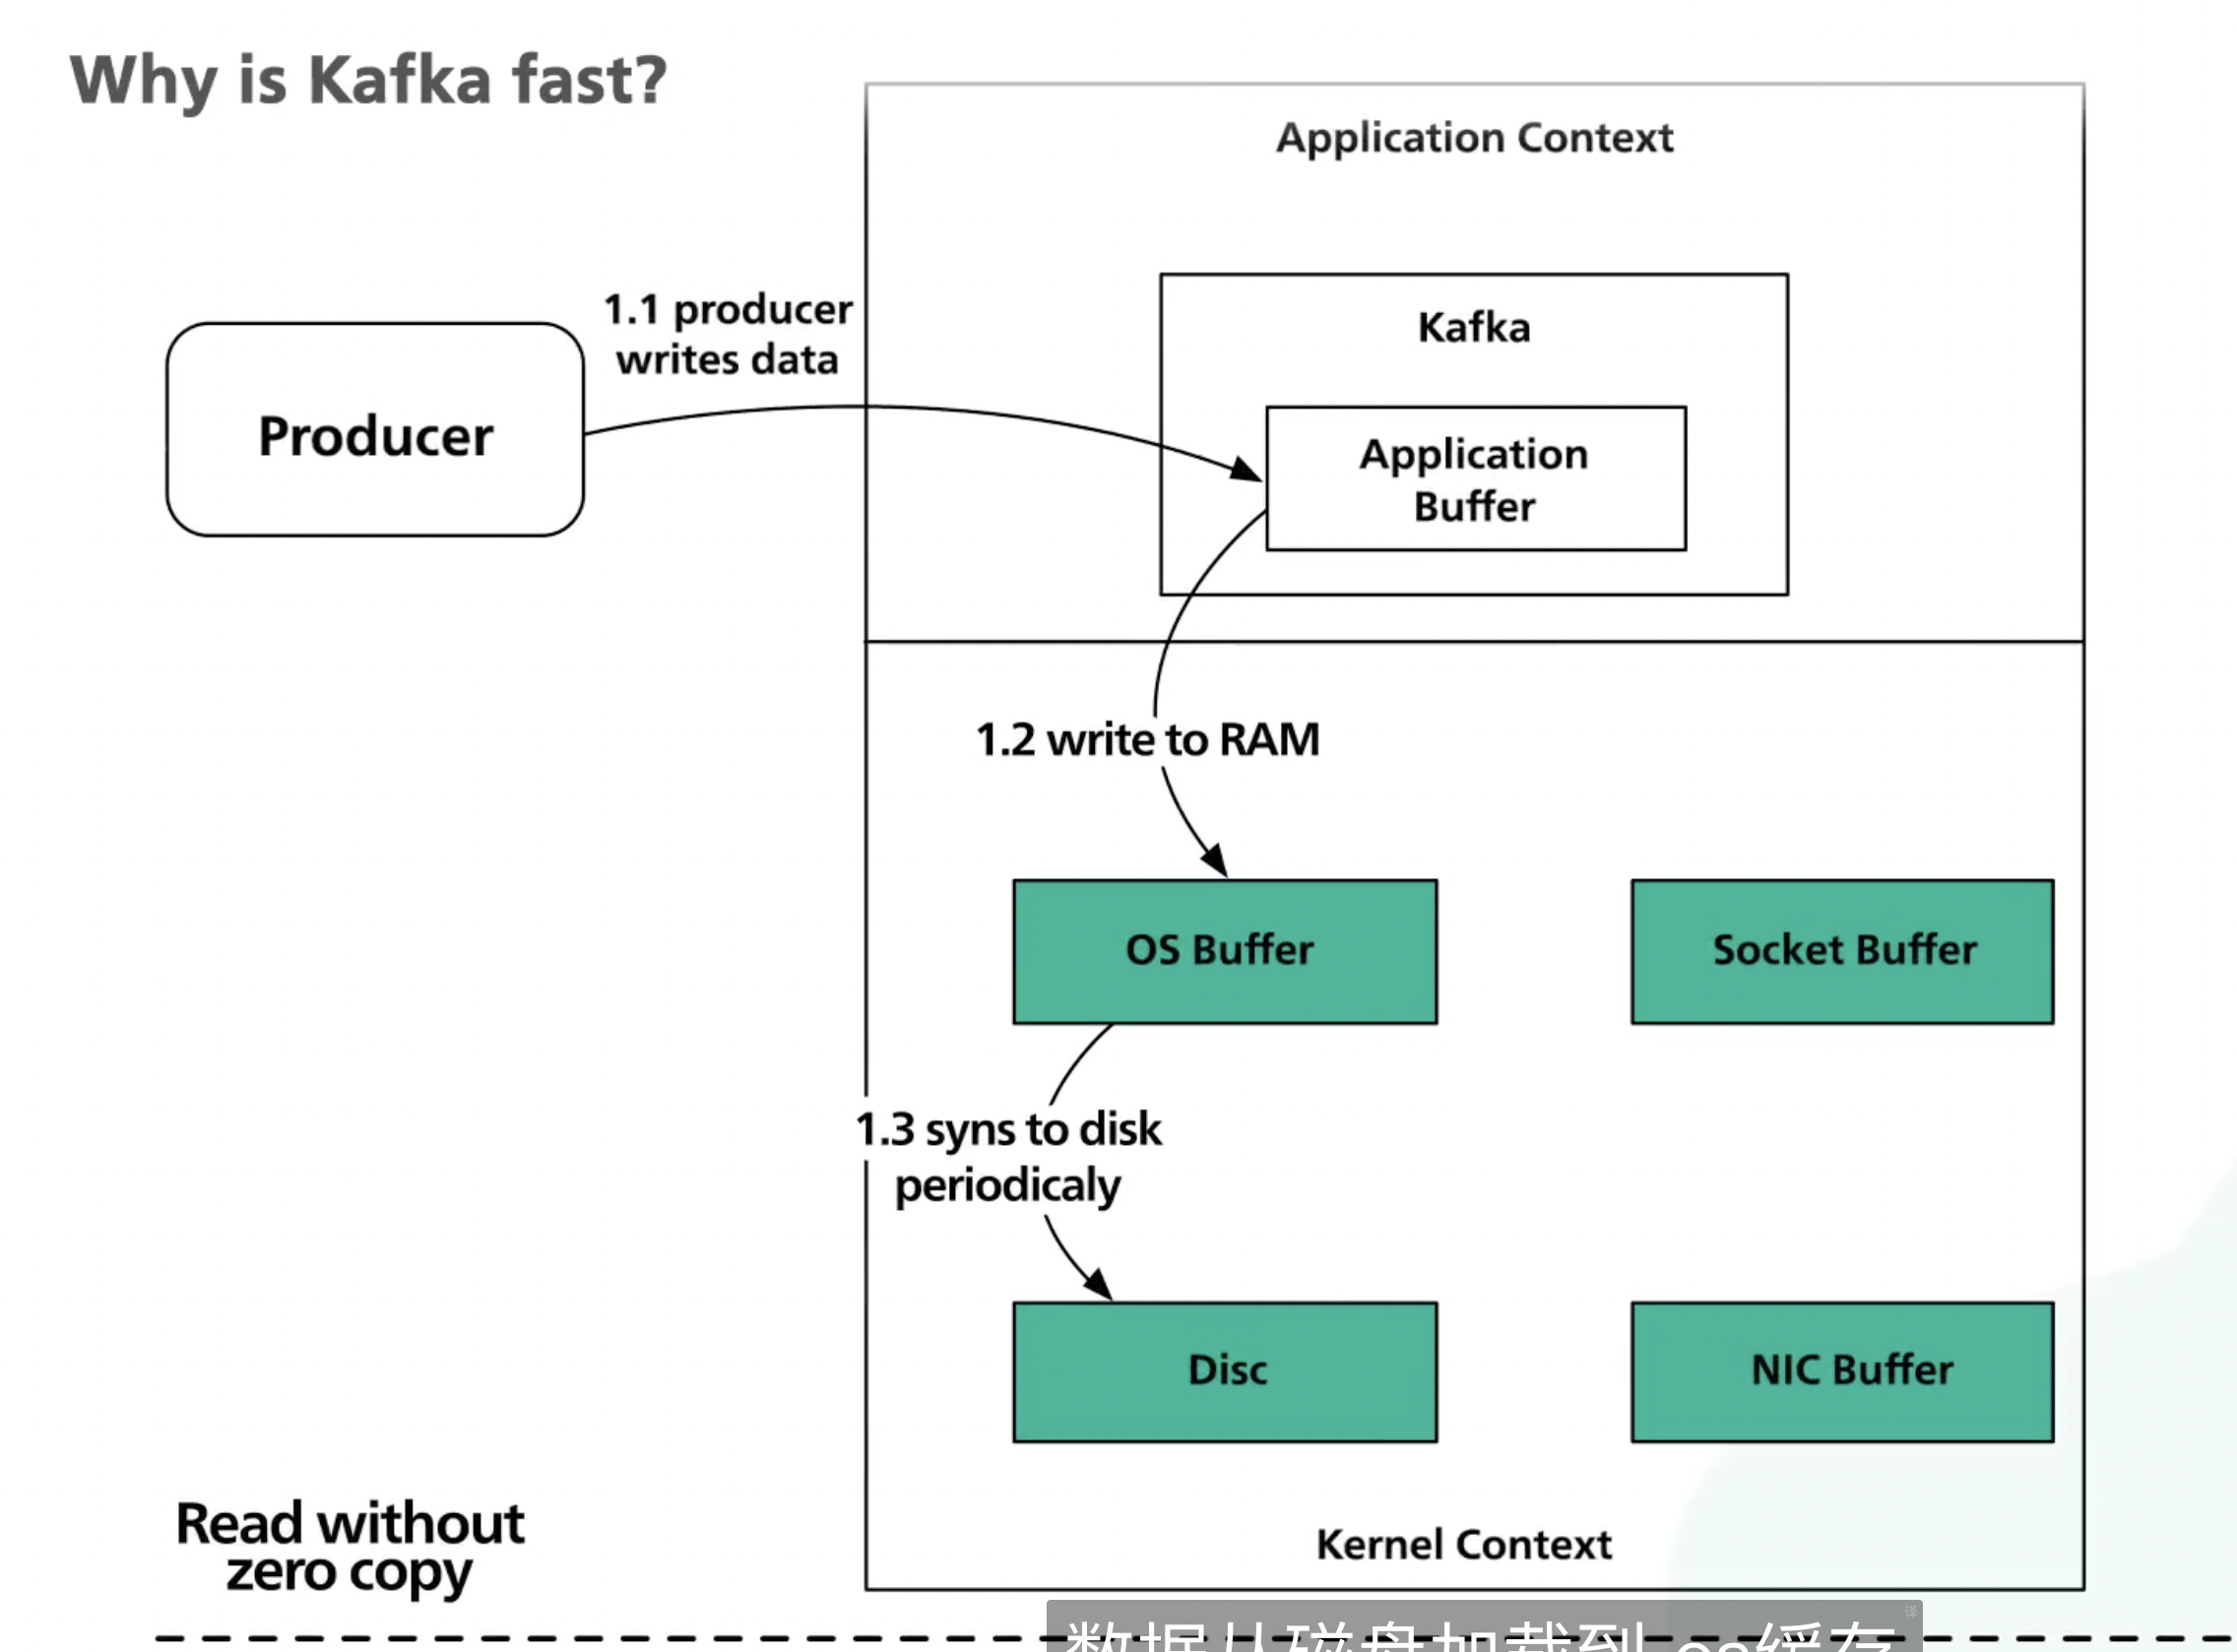 Why is Kafka fast?
Application Context
1.1 producer
writes data
Producer
Kafka
Application
Buffer
1.2 write to RAM
OS Buffer
Socket Buffer
1.3 syns to disk
periodicaly
Disc
NIC Buffer
Read without
zero copy
Kernel Context
译
数据从磁盘加载到 os缓存